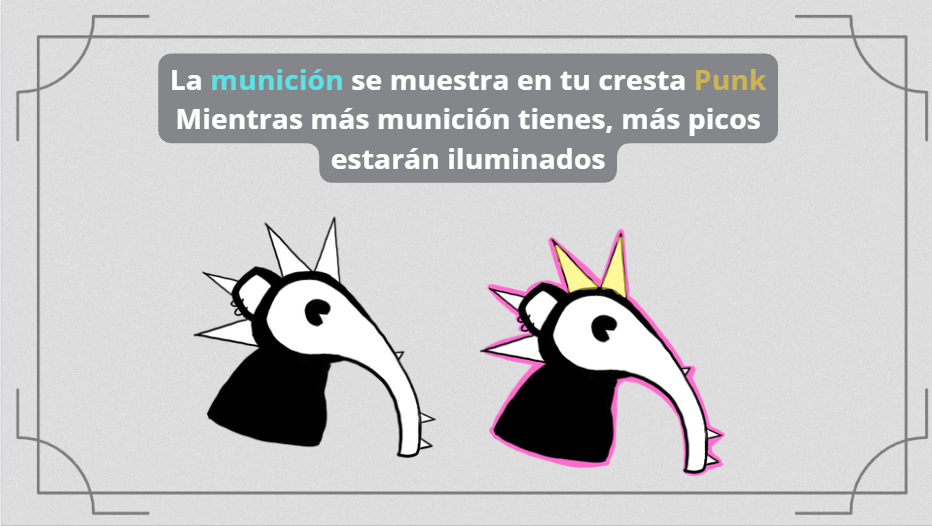 La munición se muestra en tu cresta Punk
Mientras más munición tienes, más picos
estarán iluminados